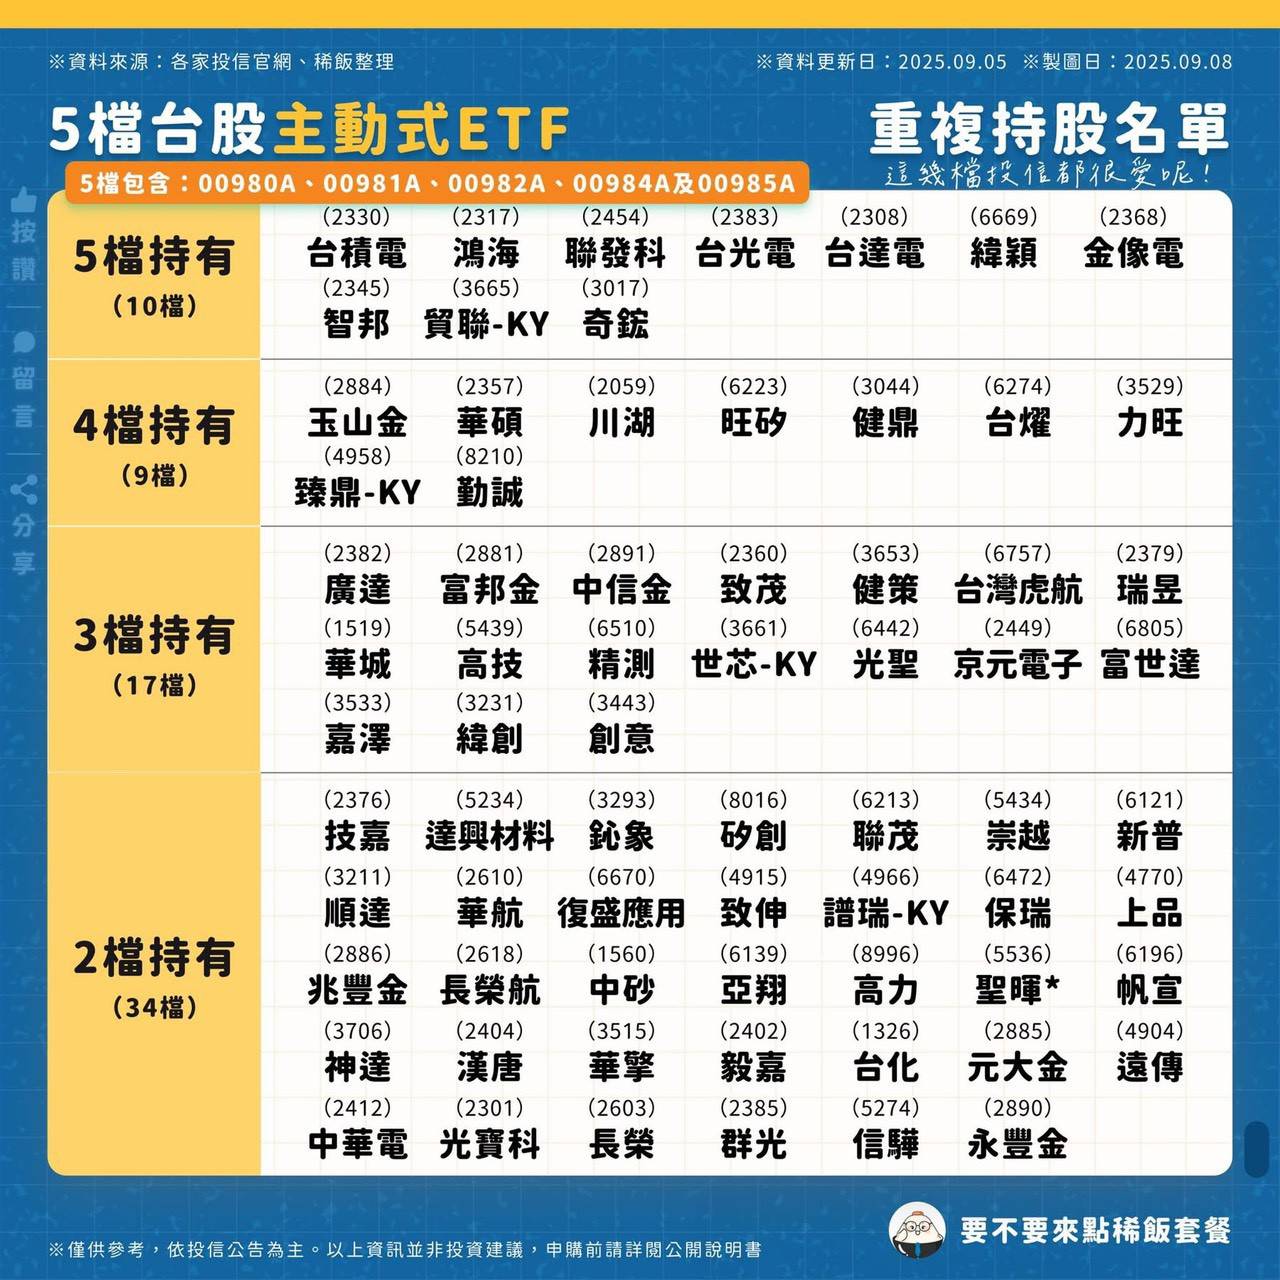 ※資料來源：各家投信官網、稀飯整理
※資料更新日：2025.09.05 ※製圖日：2025.09.08
5檔台股主動式ETF
重複持股名單
5檔包含：00980A、00981A、00982A、00984A及00985A
這幾檔投信都很愛呢！
按讚
留言
分享
5檔持有
（10檔）
（2330） （2317） （2454） （2383） （2308） （6669） （2368）
台積電 鴻海 聯發科 台光電 台達電 緯穎 金像電
（2345） （3665） （3017）
智邦 貿聯-KY 奇鋐
4檔持有
（9檔）
（2884） （2357） （2059） （6223） （3044） （6274） （3529）
玉山金 華碩 川湖 旺矽 健鼎 台燿 力旺
（4958） （8210）
臻鼎-KY 勤誠
3檔持有
（17檔）
（2382） （2881） （2891） （2360） （3653） （6757） （2379）
廣達 富邦金 中信金 致茂 健策 台灣虎航 瑞昱
（1519） （5439） （6510） （3661） （6442） （2449） （6805）
華城 高技 精測 世芯-KY 光聖 京元電子 富世達
（3533） （3231） （3443）
嘉澤 緯創 創意
2檔持有
（34檔）
（2376） （5234） （3293） （8016） （6213） （5434） （6121）
技嘉 達興材料 鈊象 矽創 聯茂 崇越 新普
（3211） （2610） （6670） （4915） （4966） （6472） （4770）
順達 華航 復盛應用 致伸 譜瑞-KY 保瑞 上品
（2886） （2618） （1560） （6139） （8996） （5536） （6196）
兆豐金 長榮航 中砂 亞翔 高力 聖暉* 帆宣
（3706） （2404） （3515） （2402） （1326） （2885） （4904）
神達 漢唐 華擎 毅嘉 台化 元大金 遠傳
（2412） （2301） （2603） （2385） （5274） （2890）
中華電 光寶科 長榮 群光 信驊 永豐金
※僅供參考，依投信公告為主。以上資訊並非投資建議，申購前請詳閱公開說明書
要不要來點稀飯套餐